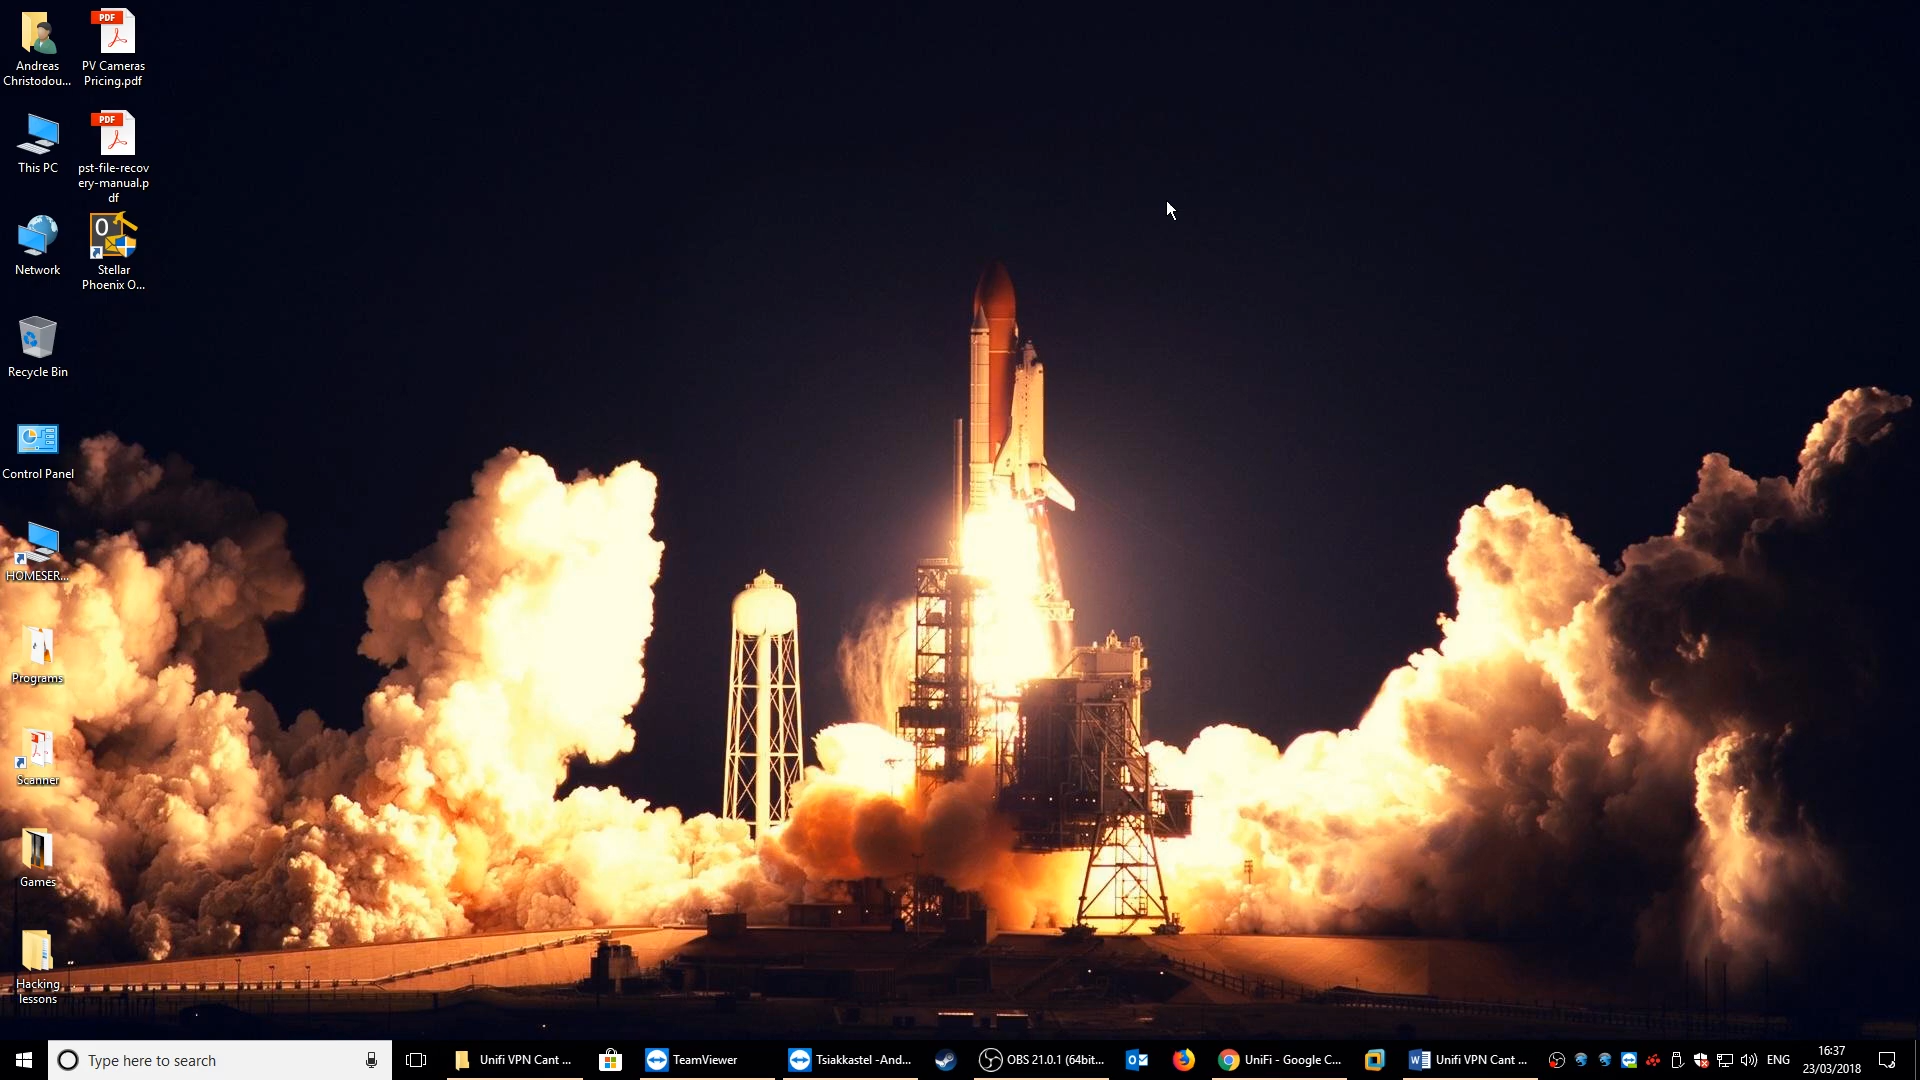 Andreas
Christodou...
PDF
PV Cameras
Pricing.pdf
This PC
PDF
pst-file-recov
ery-manual.p
df
Network
O
Stellar
Phoenix O...
Recycle Bin
Control Panel
HOMESER...
Programs
Scanner
Games
Hacking
lessons
Type here to search
Unifi VPN Cant ...
TeamViewer
Tsiakkastel -And...
OBS 21.0.1 (64bit...
UniFi - Google C...
Unifi VPN Cant ...
ENG
16:37
23/03/2018